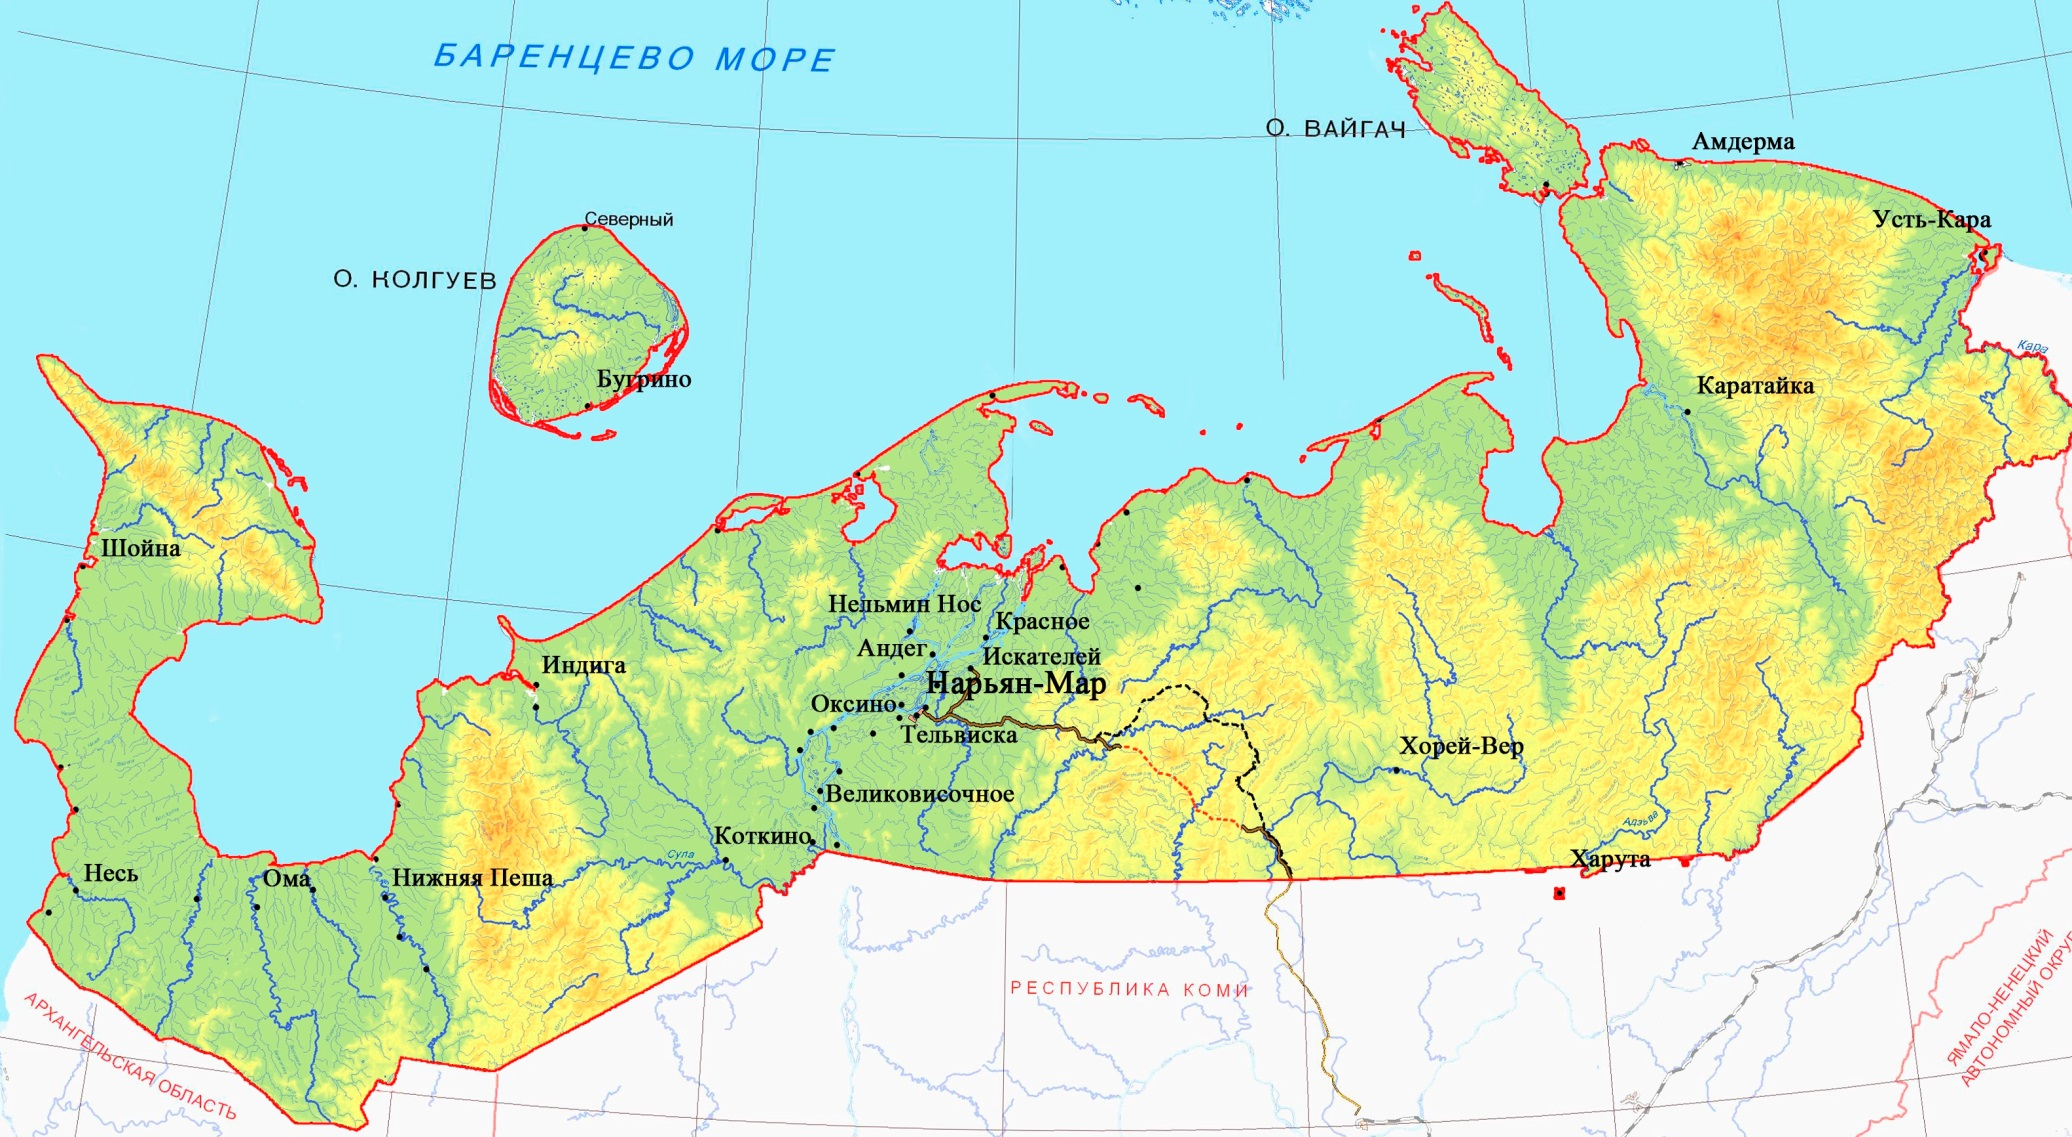 БАРЕНЦЕВО МОРЕ
О. ВАЙГАЧ
Амдерма
Северный
Усть-Кара
О. КОЛГУЕВ
Кара
Бугрино
Каратайка
Шойна
Нельмин Нос
Красное
Андег
Искателей
Индига
Нарьян-Мар
Оксино
Тельвиска
Хорей-Вер
Великовисочное
Адзьва
Коткино
Сула
Харута
Несь
Ома
Нижняя Пеша
РЕСПУБЛИКА КОМИ
АРХАНГЕЛЬСКАЯ ОБЛАСТЬ
ЯМАЛО-НЕНЕЦКИЙ
АВТОНОМНЫЙ ОКРУГ